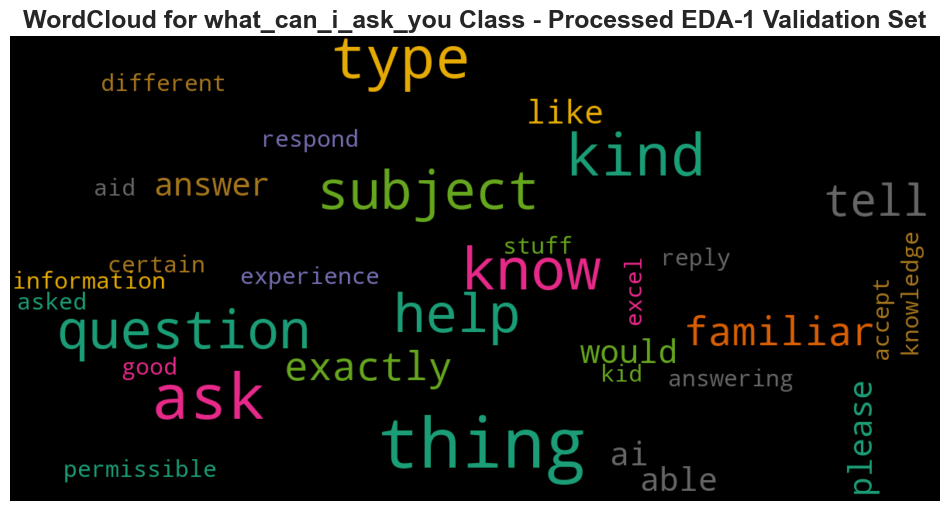 WordCloud for what_can_i_ask_you Class - Processed EDA-1 Validation Set
type
different
like
respond
kind
aid
answer
subject
tell
stuff
know
reply
certain
information
experience
asked
excel
accept
knowledge
question
help
familiar
would
good
exactly
kid
answering
ask
thing
please
ai
able
permissible